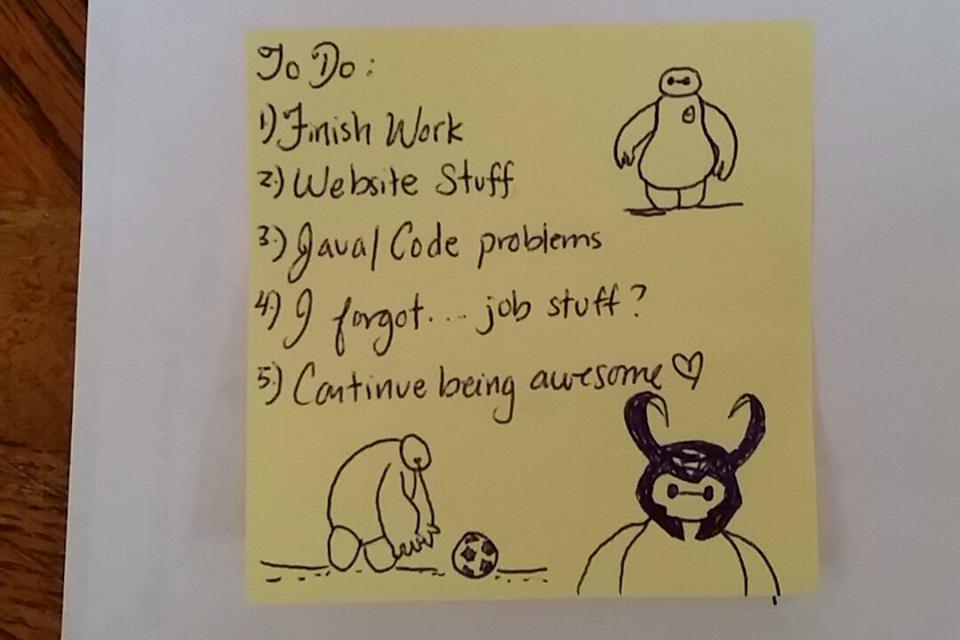 To Do:
1) Finish Work
2.) Website Stuff
3.) Java/Code problems
4.) I forgot... job stuff?
5.) Continue being awesome ♡